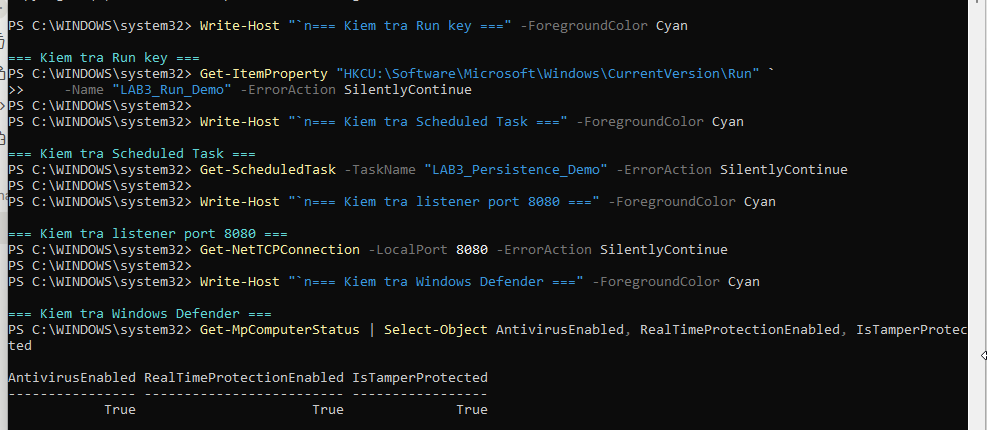 PS C:\WINDOWS\system32> Write-Host "`n=== Kiem tra Run key ===" -ForegroundColor Cyan
=== Kiem tra Run key ===
PS C:\WINDOWS\system32> Get-ItemProperty "HKCU:\Software\Microsoft\Windows\CurrentVersion\Run" `
>>     -Name "LAB3_Run_Demo" -ErrorAction SilentlyContinue
PS C:\WINDOWS\system32>
PS C:\WINDOWS\system32> Write-Host "`n=== Kiem tra Scheduled Task ===" -ForegroundColor Cyan
=== Kiem tra Scheduled Task ===
PS C:\WINDOWS\system32> Get-ScheduledTask -TaskName "LAB3_Persistence_Demo" -ErrorAction SilentlyContinue
PS C:\WINDOWS\system32>
PS C:\WINDOWS\system32> Write-Host "`n=== Kiem tra listener port 8080 ===" -ForegroundColor Cyan
=== Kiem tra listener port 8080 ===
PS C:\WINDOWS\system32> Get-NetTCPConnection -LocalPort 8080 -ErrorAction SilentlyContinue
PS C:\WINDOWS\system32>
PS C:\WINDOWS\system32> Write-Host "`n=== Kiem tra Windows Defender ===" -ForegroundColor Cyan
=== Kiem tra Windows Defender ===
PS C:\WINDOWS\system32> Get-MpComputerStatus | Select-Object AntivirusEnabled, RealTimeProtectionEnabled, IsTamperProtec
ted
AntivirusEnabled RealTimeProtectionEnabled IsTamperProtected
---------------- ------------------------- -----------------
            True                      True              True